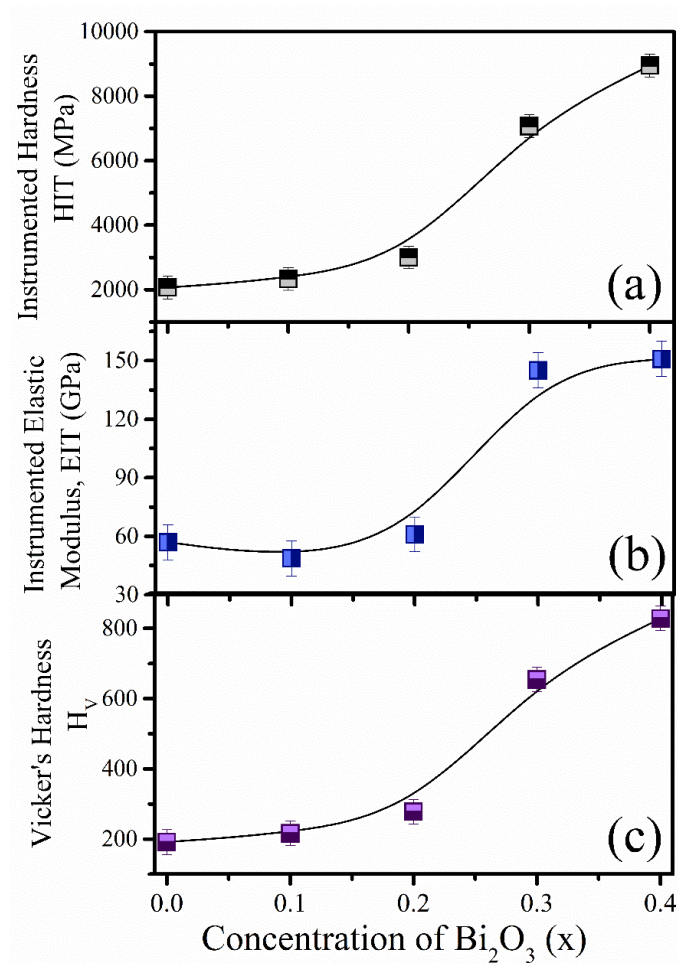 10000
8000
6000
4000
2000
Instrumented Hardness
HIT (MPa)
(a)
150
120
90
60
30
Instrumented Elastic
Modulus, EIT (GPa)
(b)
800
600
400
200
Vicker's Hardness
H_V
(c)
0.0 0.1 0.2 0.3 0.4
Concentration of Bi₂O₃ (x)